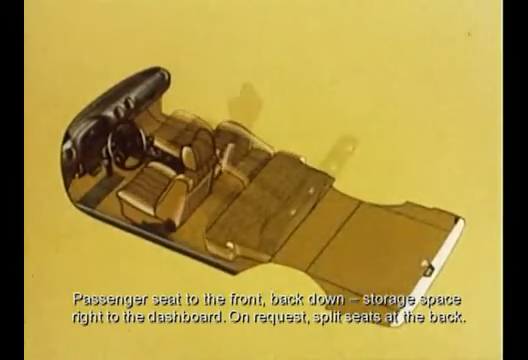 Passenger seat to the front, back down – storage space
right to the dashboard. On request, split seats at the back.